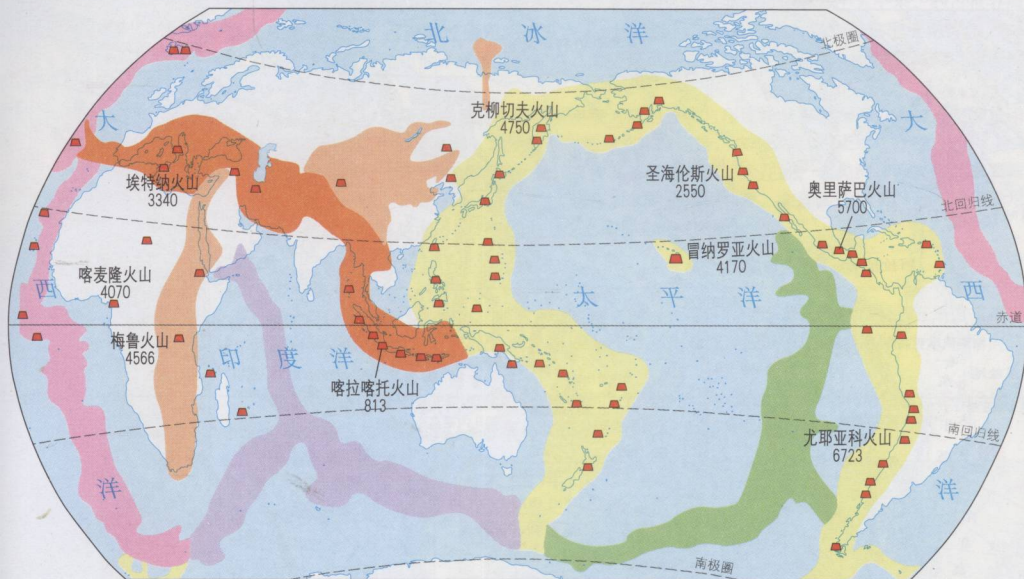 北冰洋
北极圈
克柳切夫火山
4750
大
大
埃特纳火山
3340
圣海伦斯火山
2550
奥里萨巴火山
5700
北回归线
冒纳罗亚火山
4170
喀麦隆火山
4070
西
太平洋
西
赤道
梅鲁火山
4566
印度洋
喀拉喀托火山
813
尤耶亚科火山
6723
南回归线
洋
洋
南极圈